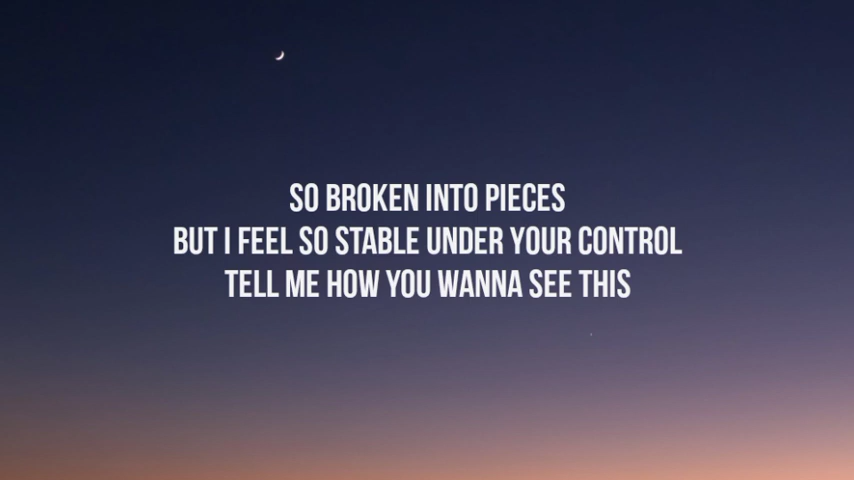 SO BROKEN INTO PIECES
BUT I FEEL SO STABLE UNDER YOUR CONTROL
TELL ME HOW YOU WANNA SEE THIS